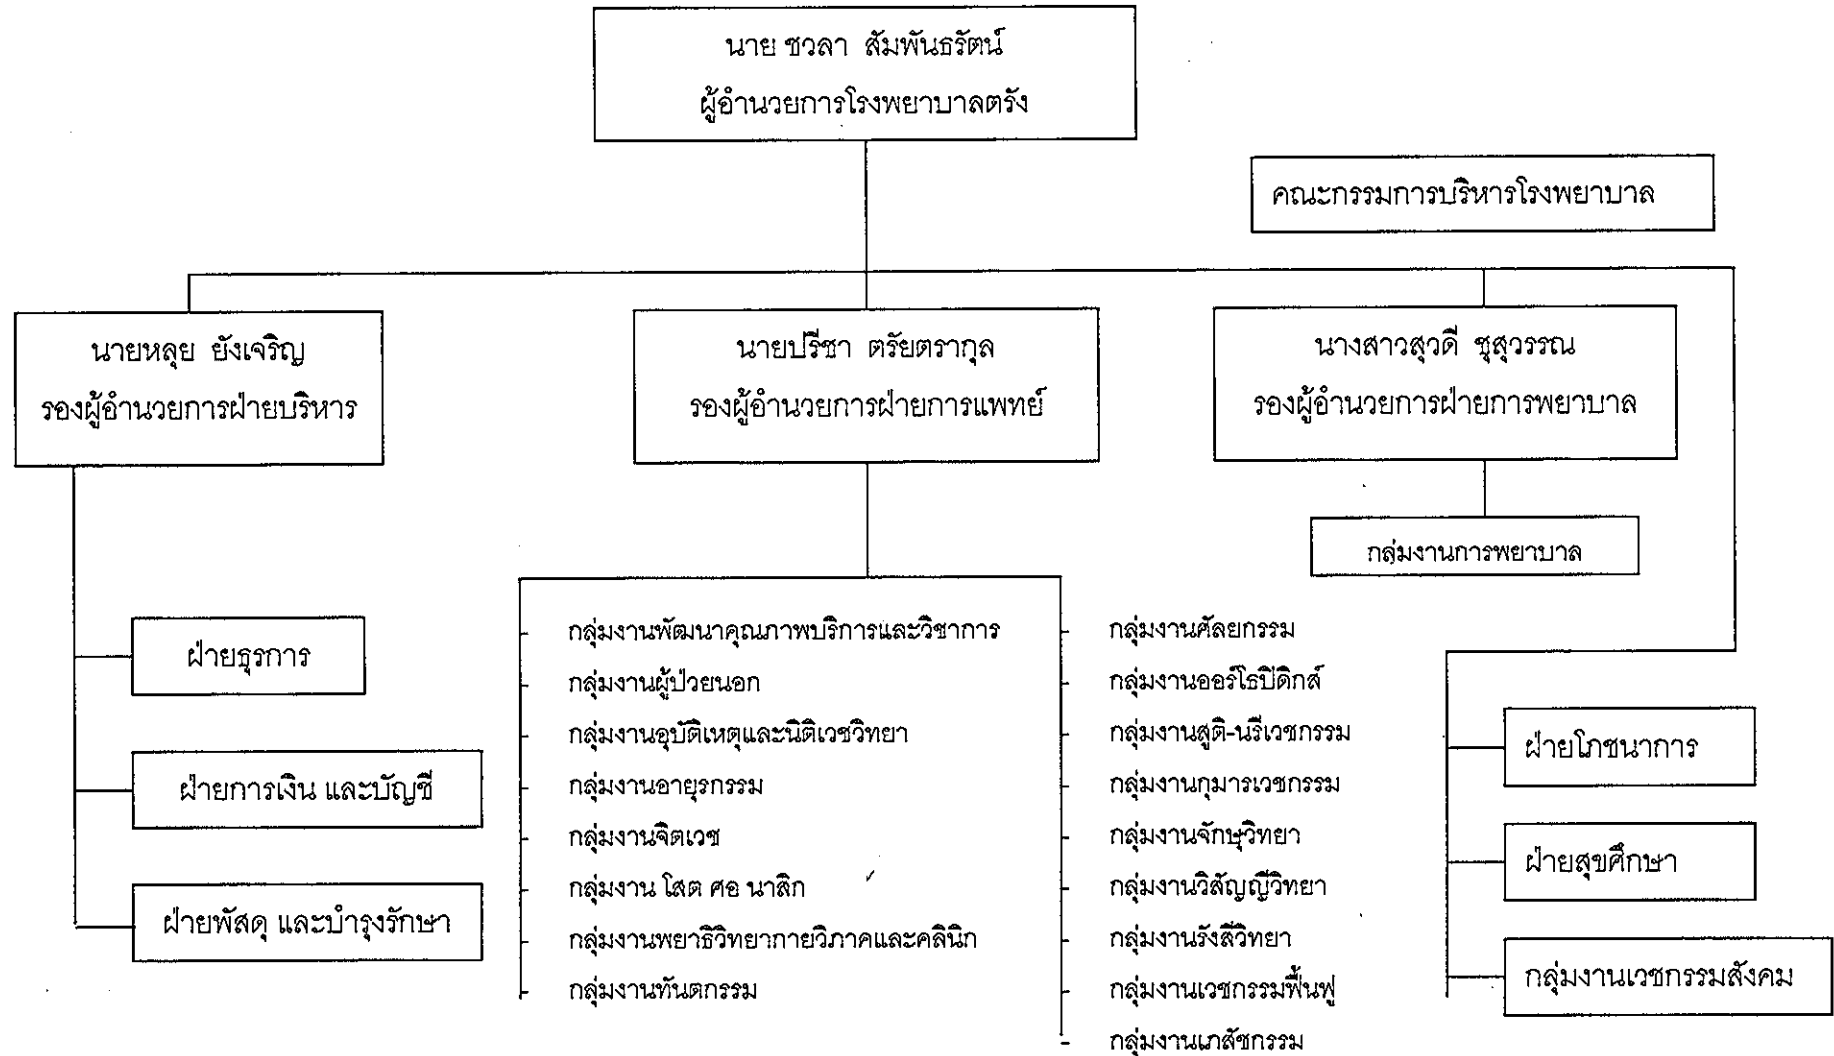 นาย ชวลา สัมพันธรัตน์
ผู้อำนวยการโรงพยาบาลตรัง
คณะกรรมการบริหารโรงพยาบาล
นายหลุย ยังเจริญ
รองผู้อำนวยการฝ่ายบริหาร
นายปรีชา ตรัยตรากุล
รองผู้อำนวยการฝ่ายการแพทย์
นางสาวสุวดี ชุสุวรรณ
รองผู้อำนวยการฝ่ายการพยาบาล
กลุ่มงานการพยาบาล
ฝ่ายธุรการ
ฝ่ายการเงิน และบัญชี
ฝ่ายพัสดุ และบำรุงรักษา
- กลุ่มงานพัฒนาคุณภาพบริการและวิชาการ
- กลุ่มงานผู้ป่วยนอก
- กลุ่มงานอุบัติเหตุและนิติเวชวิทยา
- กลุ่มงานอายุรกรรม
- กลุ่มงานจิตเวช
- กลุ่มงาน โสต ศอ นาสิก
- กลุ่มงานพยาธิวิทยากายวิภาคและคลินิก
- กลุ่มงานทันตกรรม
- กลุ่มงานศัลยกรรม
- กลุ่มงานออร์โธปิดิกส์
- กลุ่มงานสูติ-นรีเวชกรรม
- กลุ่มงานกุมารเวชกรรม
- กลุ่มงานจักษุวิทยา
- กลุ่มงานวิสัญญีวิทยา
- กลุ่มงานรังสีวิทยา
- กลุ่มงานเวชกรรมฟื้นฟู
- กลุ่มงานเภสัชกรรม
ฝ่ายโภชนาการ
ฝ่ายสุขศึกษา
กลุ่มงานเวชกรรมสังคม